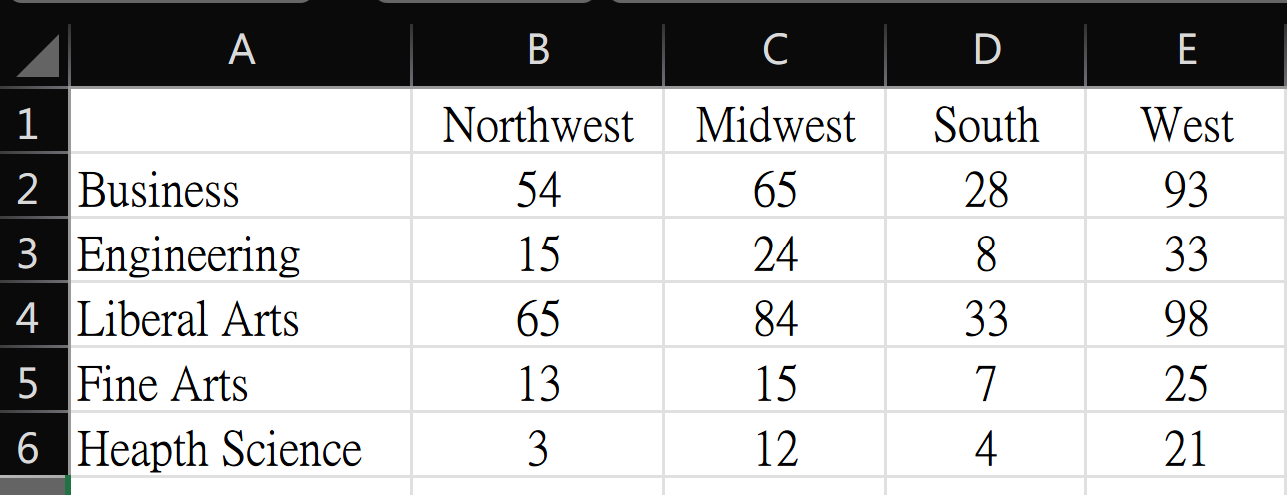 A B C D E
1 Northwest Midwest South West
2 Business 54 65 28 93
3 Engineering 15 24 8 33
4 Liberal Arts 65 84 33 98
5 Fine Arts 13 15 7 25
6 Heapth Science 3 12 4 21